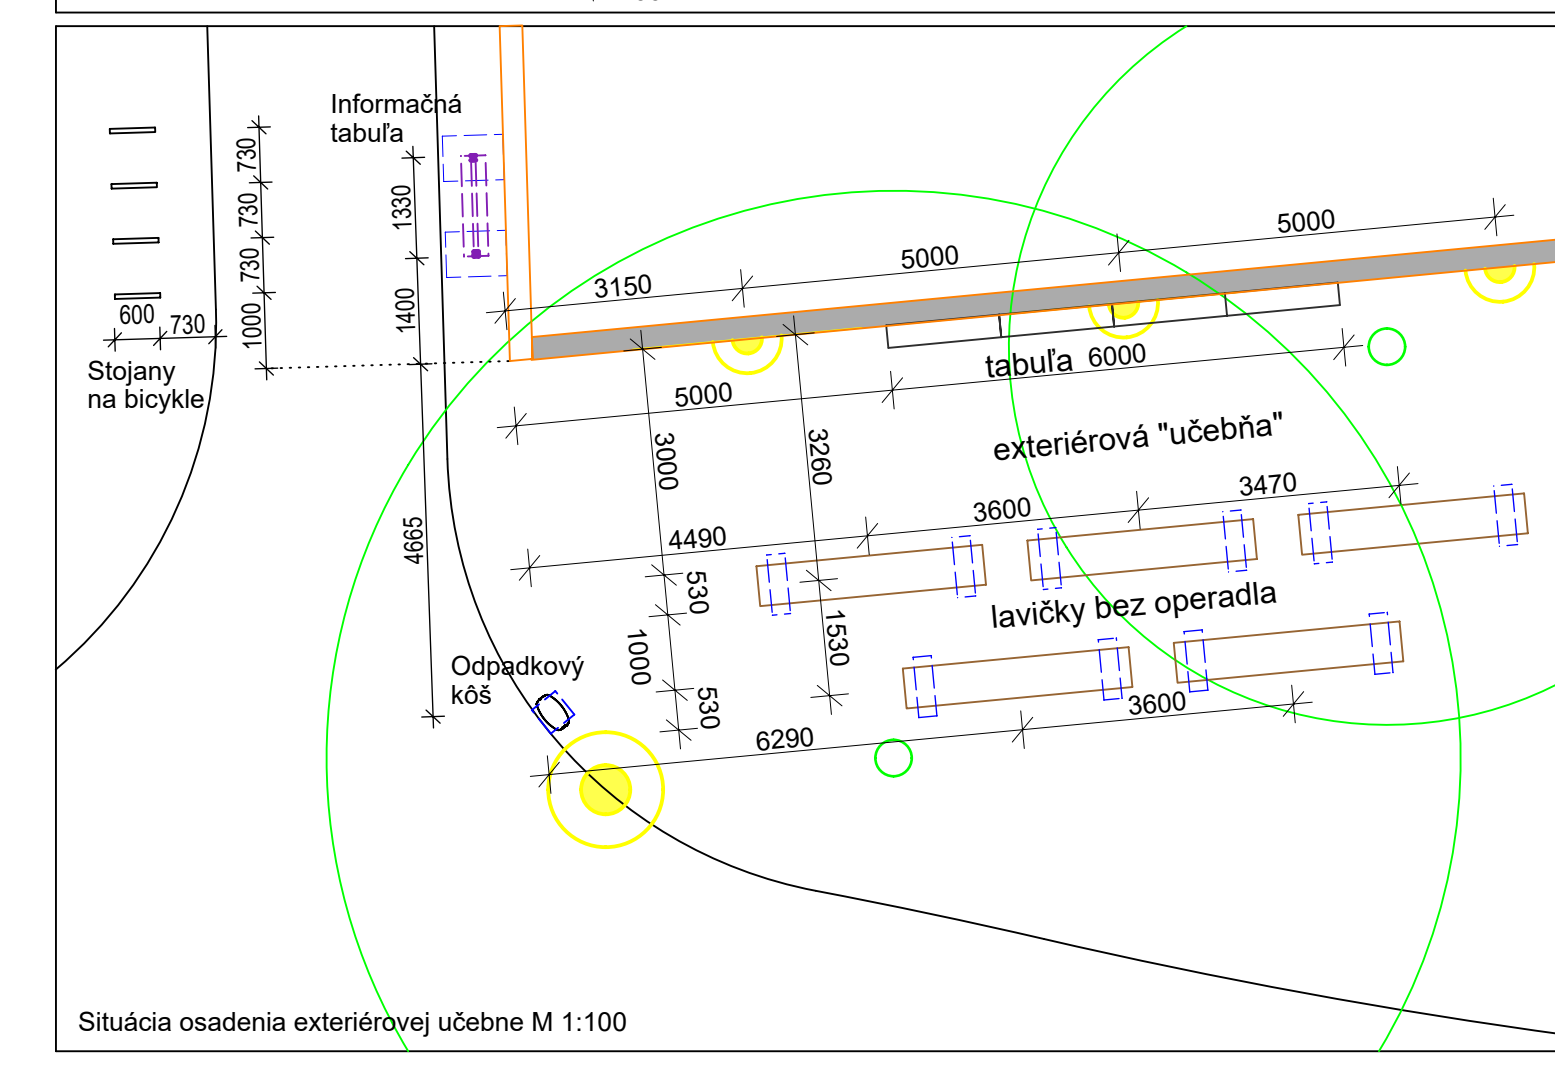 Informačná
tabuľa
730
730
730
1000
1330
1400
600
730
Stojany
na bicykle
3150
5000
5000
tabuľa 6000
5000
exteriérová "učebňa"
3000
3260
4665
4490
3600
3470
530
1000
530
1530
lavičky bez operadla
Odpadkový
kôš
6290
3600
Situácia osadenia exteriérovej učebne M 1:100